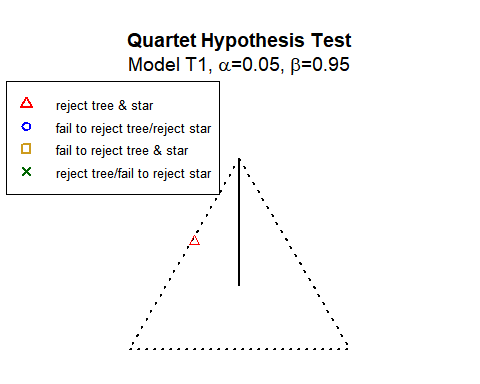 Quartet Hypothesis Test
Model T1, α=0.05, β=0.95
reject tree & star
fail to reject tree/reject star
fail to reject tree & star
reject tree/fail to reject star